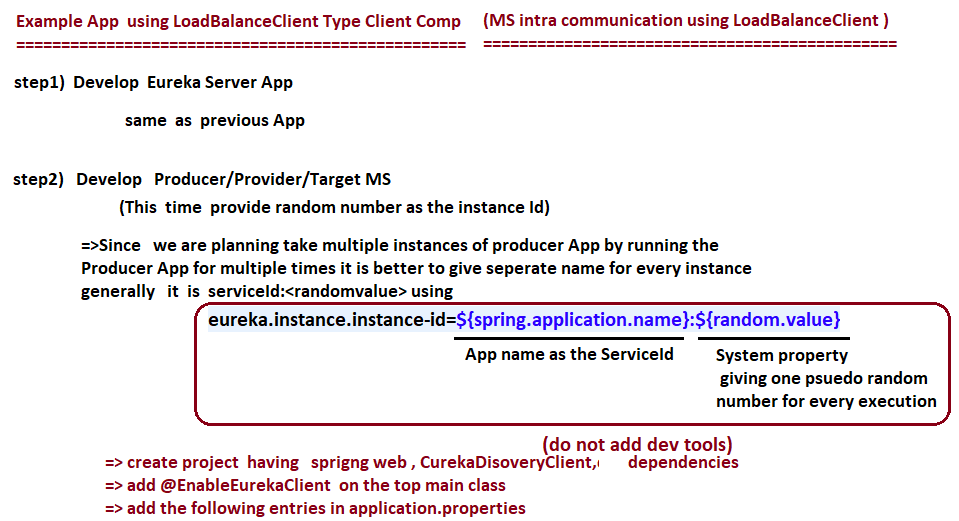 Example App using LoadBalanceClient Type Client Comp (MS intra communication using LoadBalanceClient )
================================================== ==============================================
step1) Develop Eureka Server App
same as previous App
step2) Develop Producer/Provider/Target MS
(This time provide random number as the instance Id)
=>Since we are planning take multiple instances of producer App by running the
Producer App for multiple times it is better to give seperate name for every instance
generally it is serviceId:<randomvalue> using
eureka.instance.instance-id=${spring.application.name}:${random.value}
App name as the ServiceId System property
giving one psuedo random
number for every execution
(do not add dev tools)
=> create project having sprigng web , CurekaDisoveryClient, dependencies
=> add @EnableEurekaClient on the top main class
=> add the following entries in application.properties